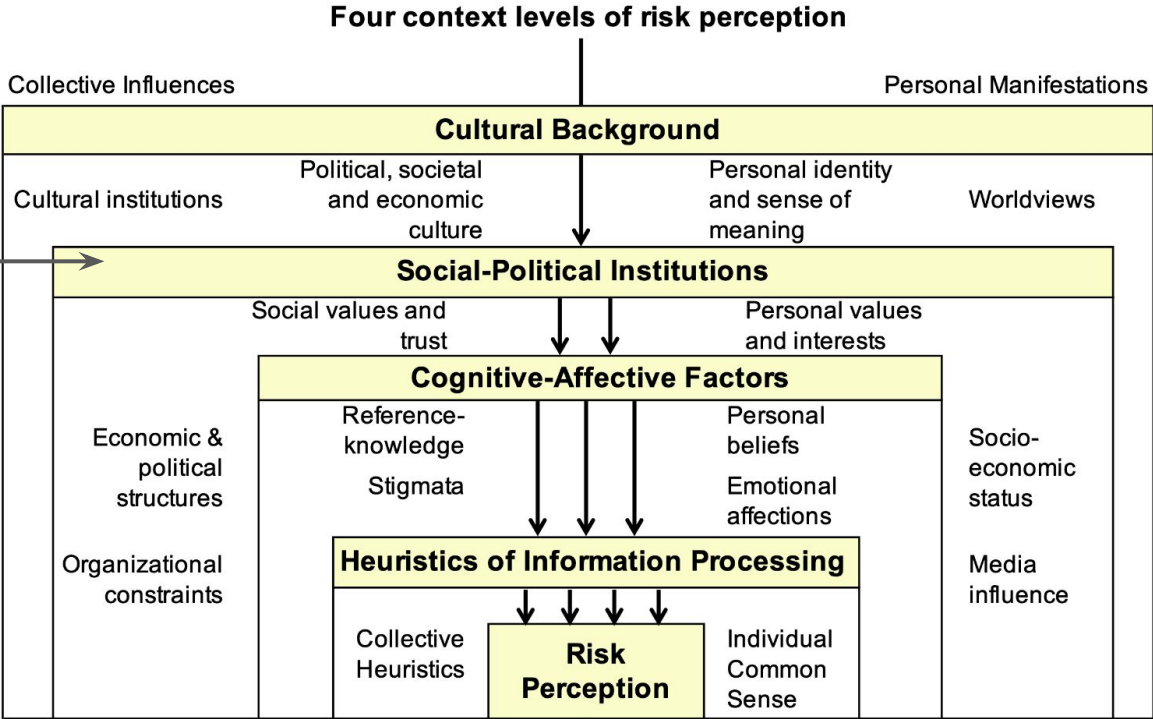 Four context levels of risk perception
Collective Influences
Personal Manifestations
Cultural Background
Cultural institutions
Political, societal
and economic
culture
Personal identity
and sense of
meaning
Worldviews
Social-Political Institutions
Social values and
trust
Personal values
and interests
Cognitive-Affective Factors
Economic &
political
structures
Organizational
constraints
Reference-
knowledge
Stigmata
Personal
beliefs
Emotional
affections
Socio-
economic
status
Media
influence
Heuristics of Information Processing
Collective
Heuristics
Risk
Perception
Individual
Common
Sense